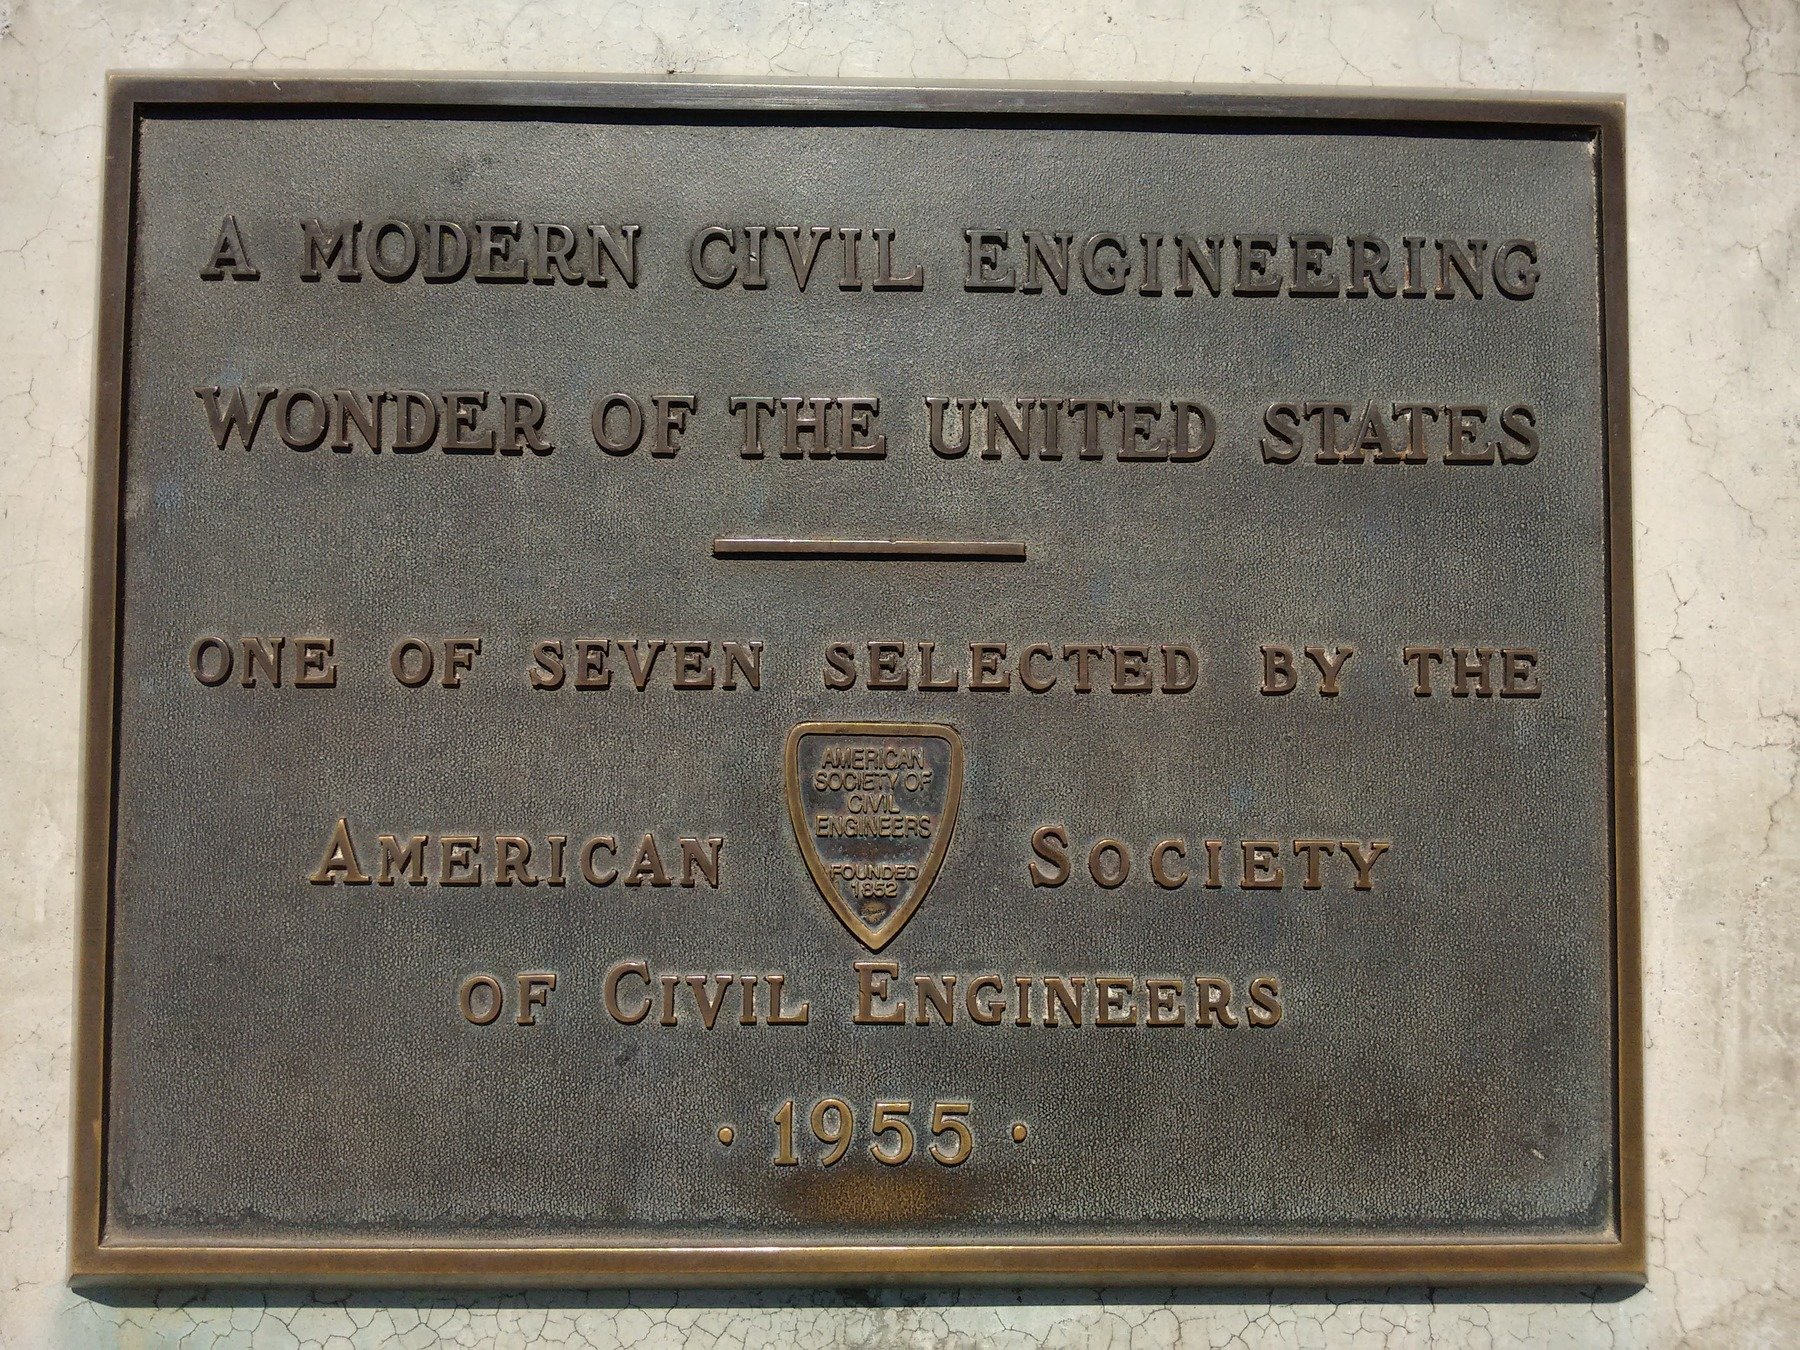 A MODERN CIVIL ENGINEERING
WONDER OF THE UNITED STATES
ONE OF SEVEN SELECTED BY THE
AMERICAN
SOCIETY OF
CIVIL
ENGINEERS
FOUNDED
1852
AMERICAN SOCIETY
OF CIVIL ENGINEERS
· 1955 ·